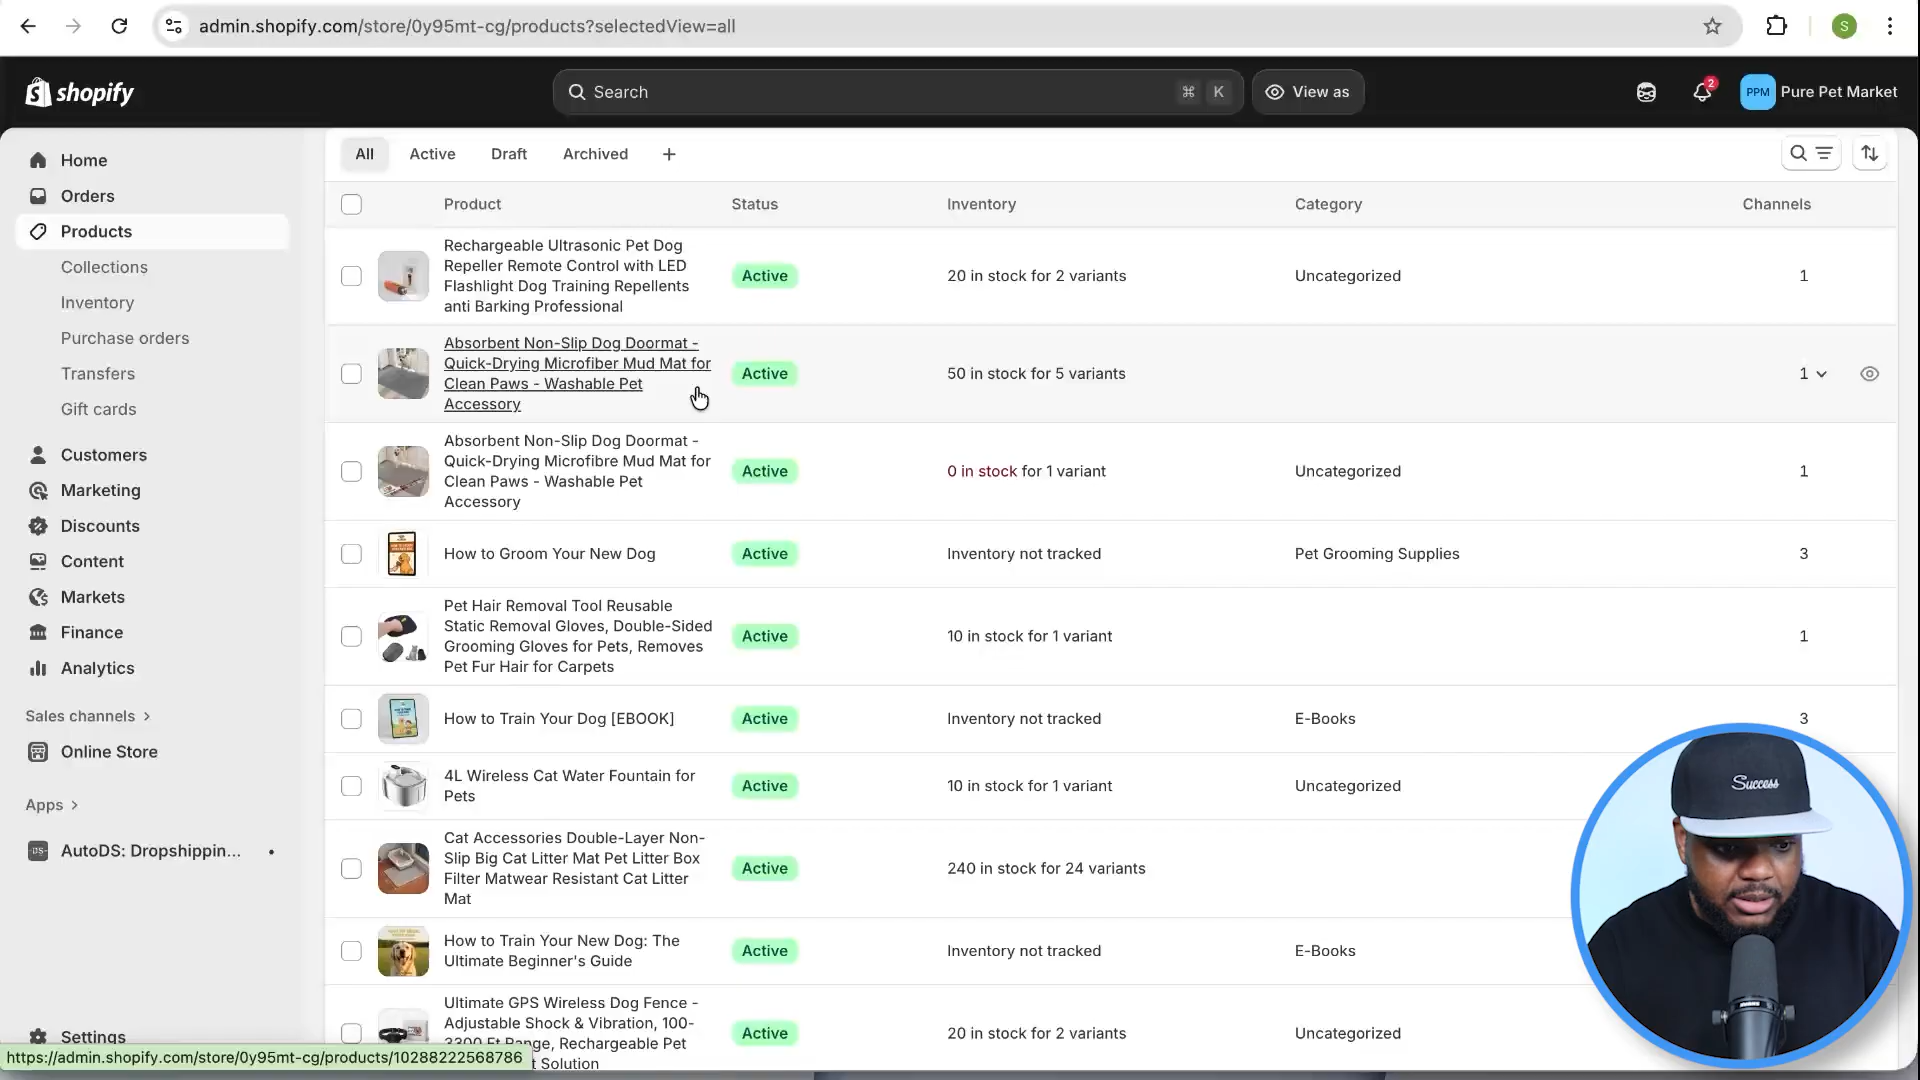 admin.shopify.com/store/0y95mt-cg/products?selectedView=all
S
shopify
Search
⌘ K
View as
2
PPM
Pure Pet Market
Home
Orders
Products
Collections
Inventory
Purchase orders
Transfers
Gift cards
Customers
Marketing
Discounts
Content
Markets
Finance
Analytics
Sales channels >
Online Store
Apps >
DS
AutoDS: Dropshippin... •
Settings
https://admin.shopify.com/store/0y95mt-cg/products/10288222568786
All Active Draft Archived +
Product Status Inventory Category Channels
Rechargeable Ultrasonic Pet Dog
Repeller Remote Control with LED
Flashlight Dog Training Repellents
anti Barking Professional
Active
20 in stock for 2 variants
Uncategorized
1
Absorbent Non-Slip Dog Doormat -
Quick-Drying Microfiber Mud Mat for
Clean Paws - Washable Pet
Accessory
Active
50 in stock for 5 variants
1
Absorbent Non-Slip Dog Doormat -
Quick-Drying Microfibre Mud Mat for
Clean Paws - Washable Pet
Accessory
Active
0 in stock for 1 variant
Uncategorized
1
How to Groom Your New Dog
Active
Inventory not tracked
Pet Grooming Supplies
3
Pet Hair Removal Tool Reusable
Static Removal Gloves, Double-Sided
Grooming Gloves for Pets, Removes
Pet Fur Hair for Carpets
Active
10 in stock for 1 variant
1
How to Train Your Dog [EBOOK]
Active
Inventory not tracked
E-Books
3
4L Wireless Cat Water Fountain for
Pets
Active
10 in stock for 1 variant
Uncategorized
Cat Accessories Double-Layer Non-
Slip Big Cat Litter Mat Pet Litter Box
Filter Matwear Resistant Cat Litter
Mat
Active
240 in stock for 24 variants
How to Train Your New Dog: The
Ultimate Beginner's Guide
Active
Inventory not tracked
E-Books
Ultimate GPS Wireless Dog Fence -
Adjustable Shock & Vibration, 100-
3300 Ft Range, Rechargeable Pet
t Solution
Active
20 in stock for 2 variants
Uncategorized
Success